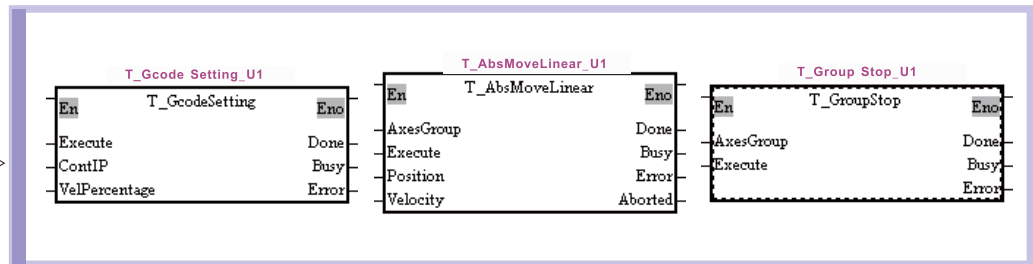 T_Gcode Setting_U1
T_GcodeSetting
En
Eno
Execute
Done
ContIP
Busy
VelPercentage
Error
T_AbsMoveLinear_U1
T_AbsMoveLinear
En
Eno
AxesGroup
Done
Execute
Busy
Position
Error
Velocity
Aborted
T_Group Stop_U1
T_GroupStop
En
Eno
AxesGroup
Done
Execute
Busy
Error